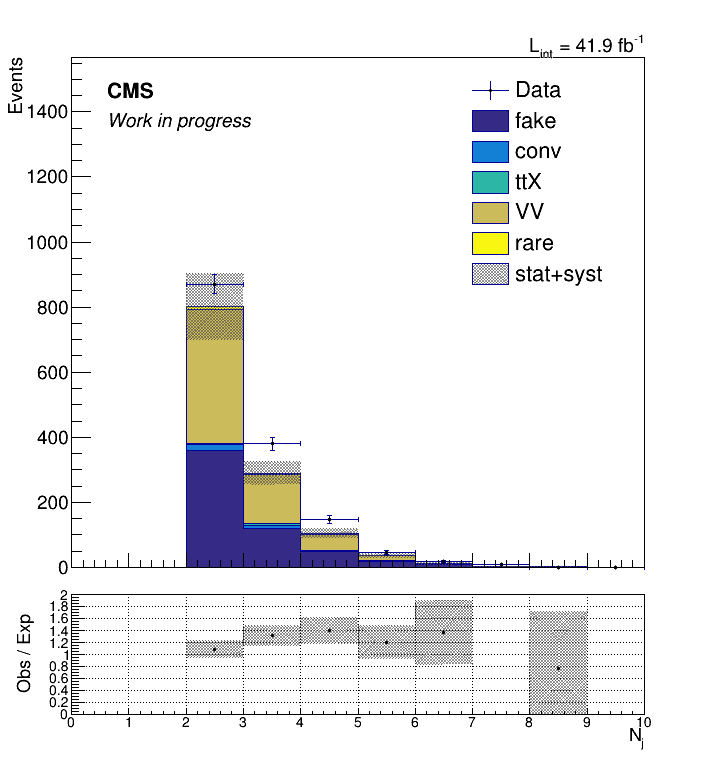 L_int = 41.9 fb^-1
Events
CMS
Work in progress
Data
fake
conv
ttX
VV
rare
stat+syst
1400
1200
1000
800
600
400
200
0
Obs / Exp
2
1.8
1.6
1.4
1.2
1
0.8
0.6
0.4
0.2
0
0 1 2 3 4 5 6 7 8 9 10
N_j